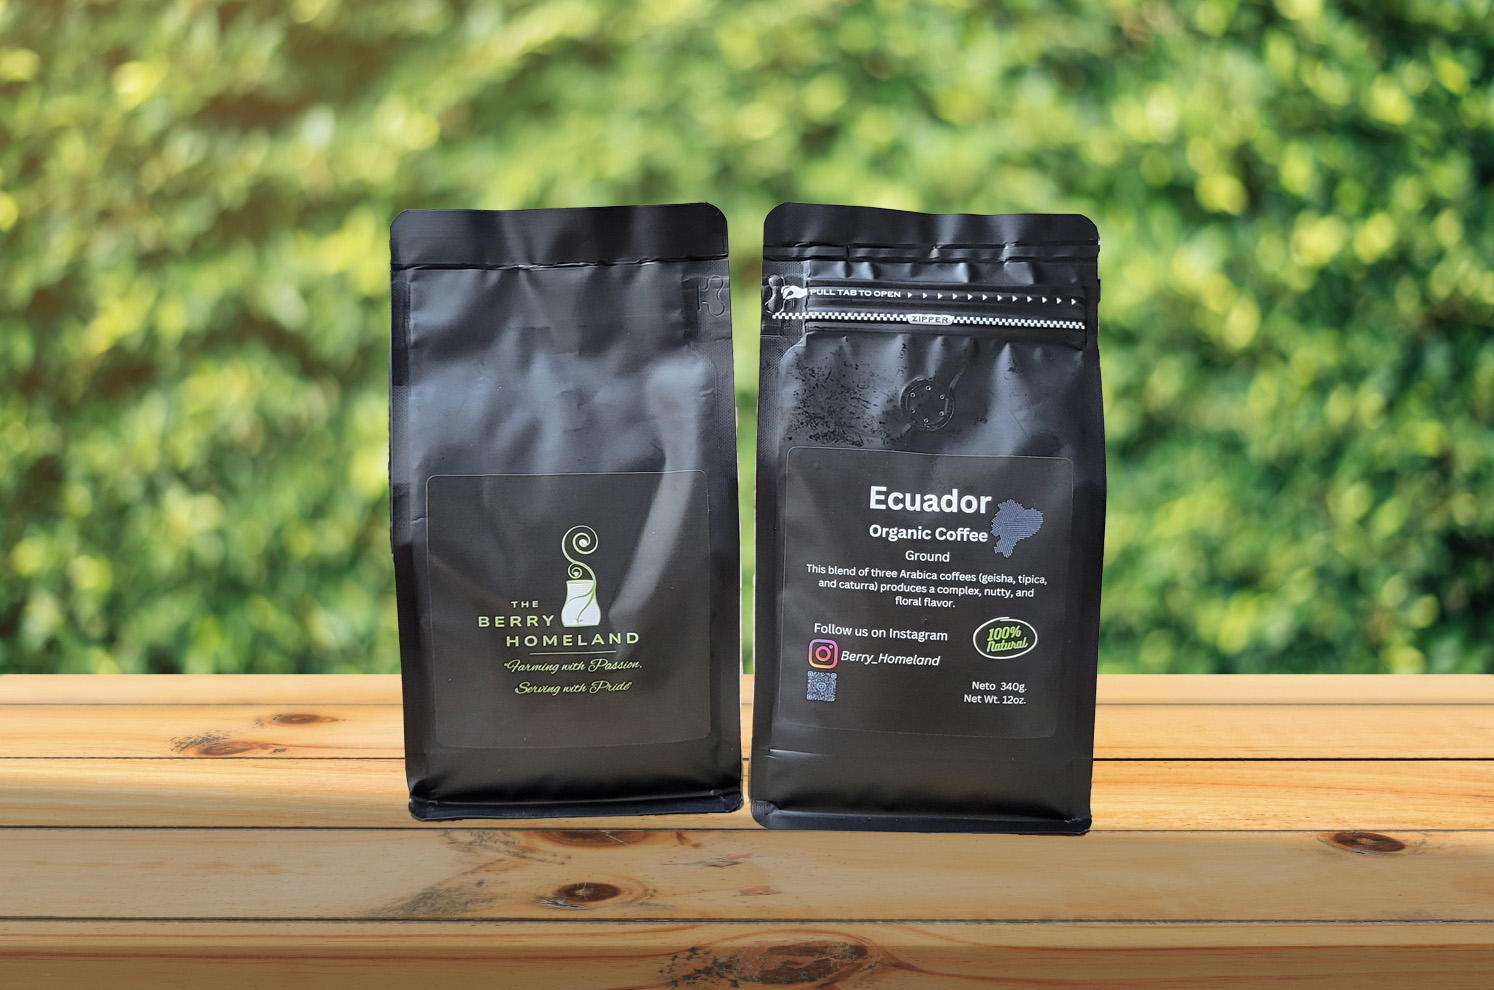 THE
BERRY
HOMELAND
"Farming with Passion,
Serving with Pride"
PULL TAB TO OPEN
ZIPPER
Ecuador
Organic Coffee
Ground
This blend of three Arabica coffees (geisha, tipica,
and caturra) produces a complex, nutty, and
floral flavor.
Follow us on Instagram
Berry_Homeland
100%
Natural
Neto 340g.
Net Wt. 12oz.